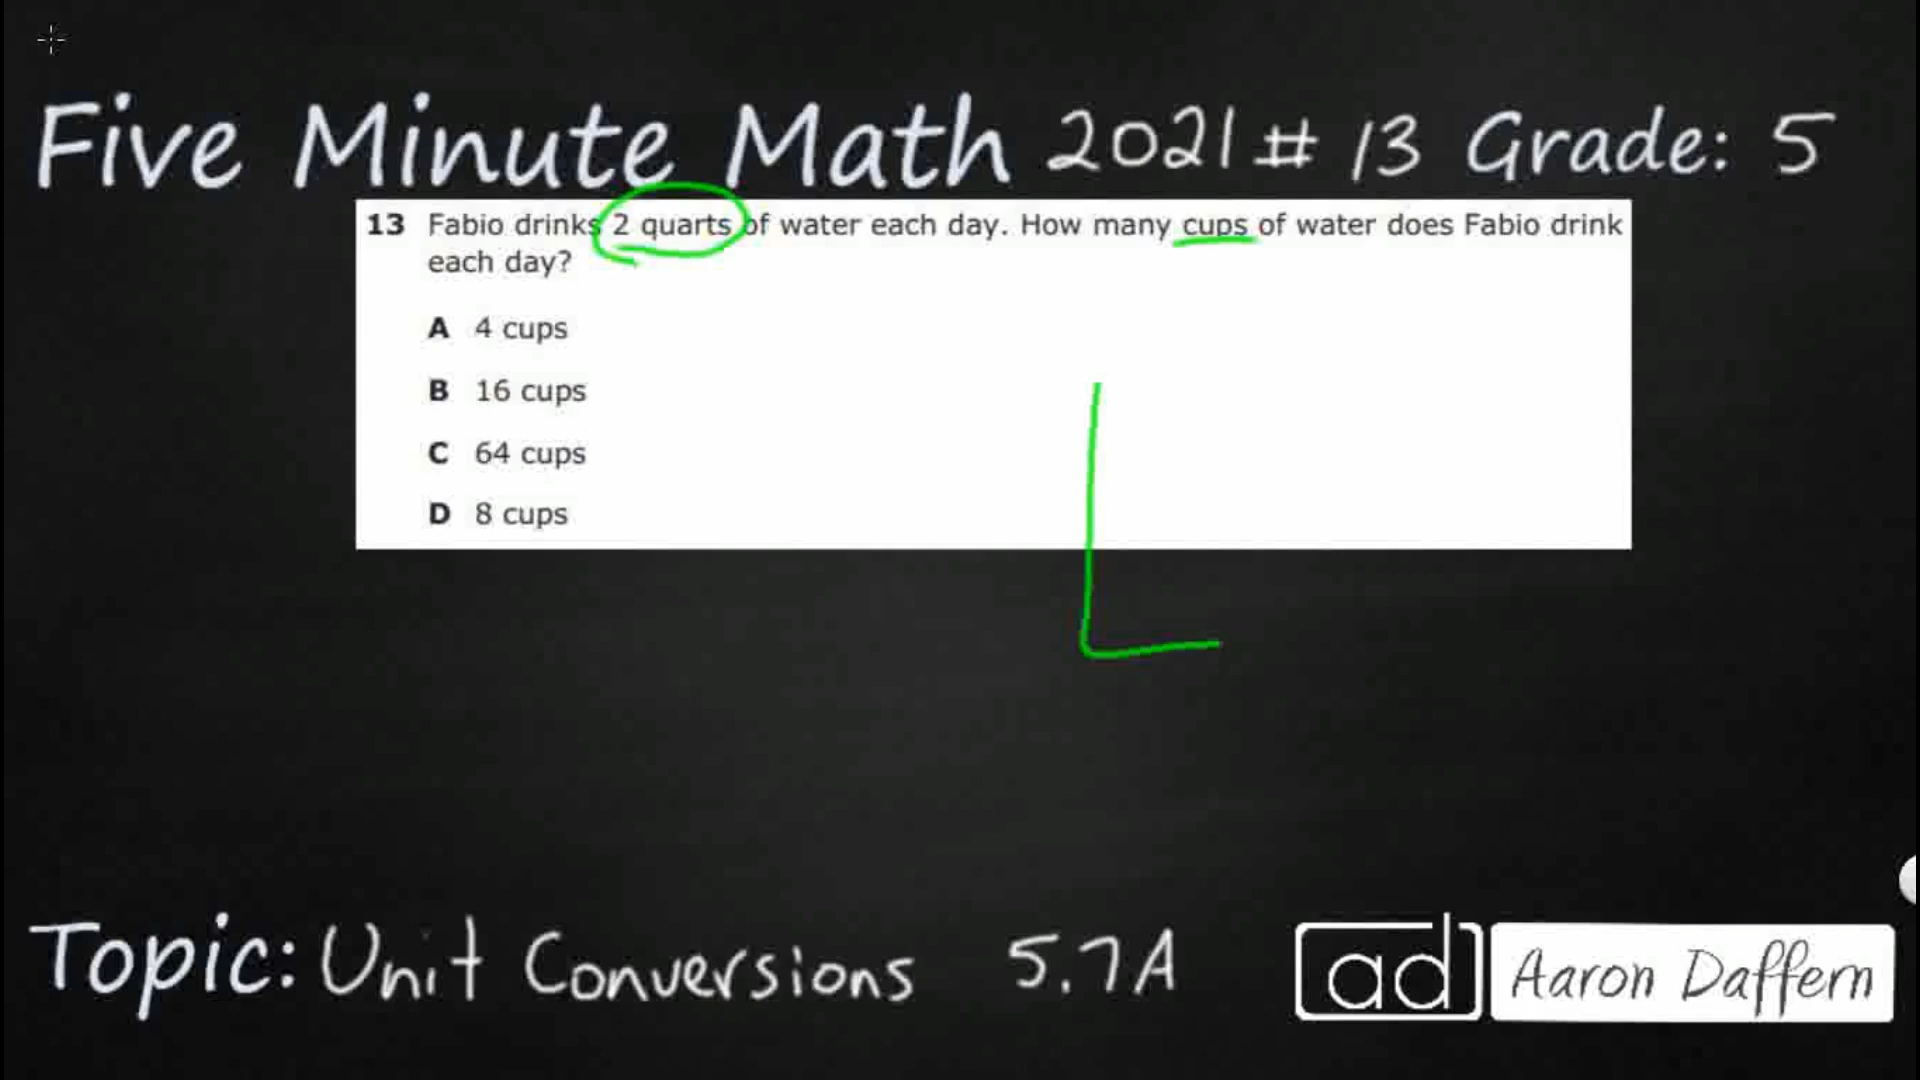 Five Minute Math 2021 # 13 Grade: 5
13 Fabio drinks 2 quarts of water each day. How many cups of water does Fabio drink
each day?
A 4 cups
B 16 cups
C 64 cups
D 8 cups
Topic: Unit Conversions 5.7A
ad Aaron Daffern